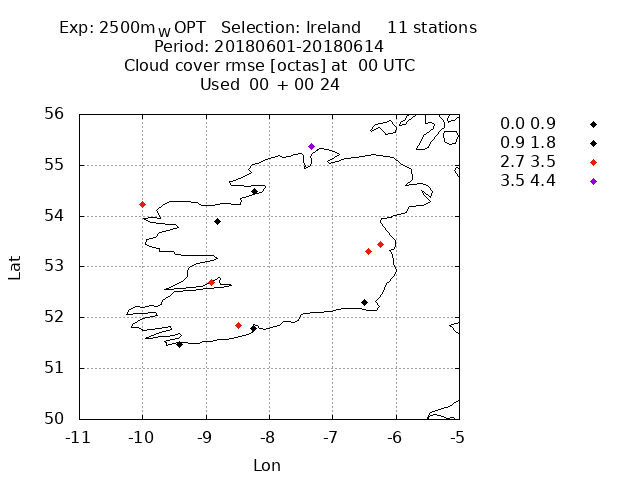 Exp: 2500mW OPT Selection: Ireland 11 stations
Period: 20180601-20180614
Cloud cover rmse [octas] at 00 UTC
Used 00 + 00 24
56
55
54
53
52
51
50
Lat
-11 -10 -9 -8 -7 -6 -5
Lon
0.0 0.9
0.9 1.8
2.7 3.5
3.5 4.4